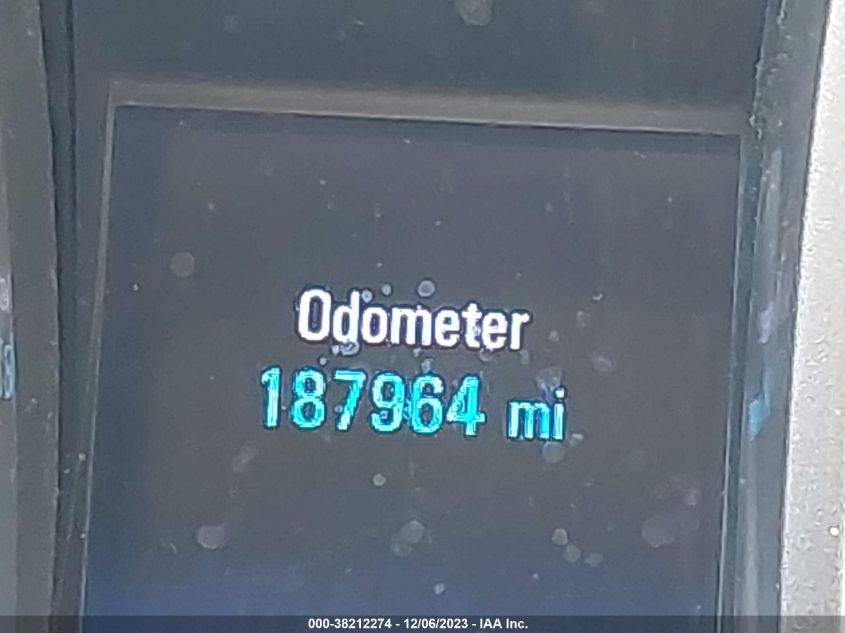 Odometer
187964 mi
000-38212274 - 12/06/2023 - IAA Inc.